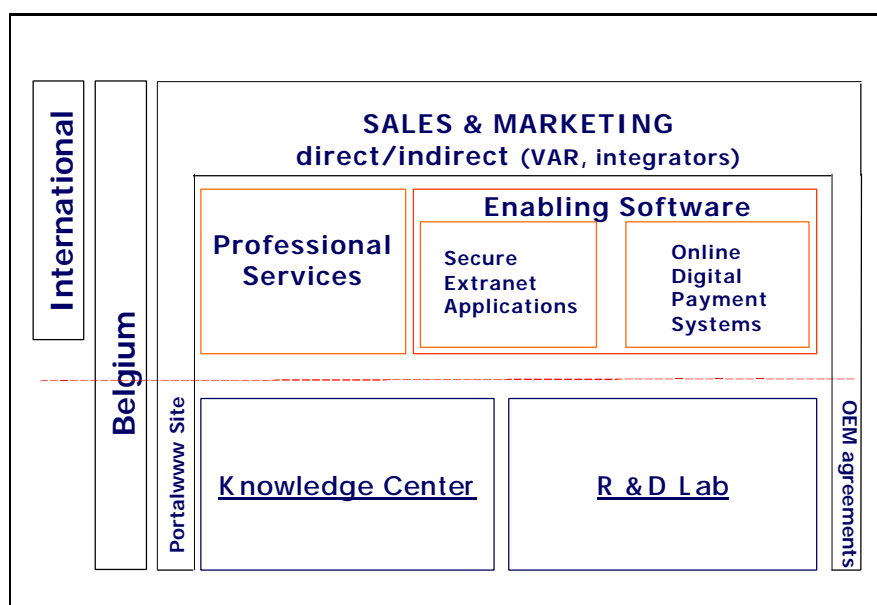 International
Belgium
SALES & MARKETING
direct/indirect (VAR, integrators)
Professional
Services
Enabling Software
Secure
Extranet
Applications
Online
Digital
Payment
Systems
Portalwww Site
Knowledge Center
R &D Lab
OEM agreements